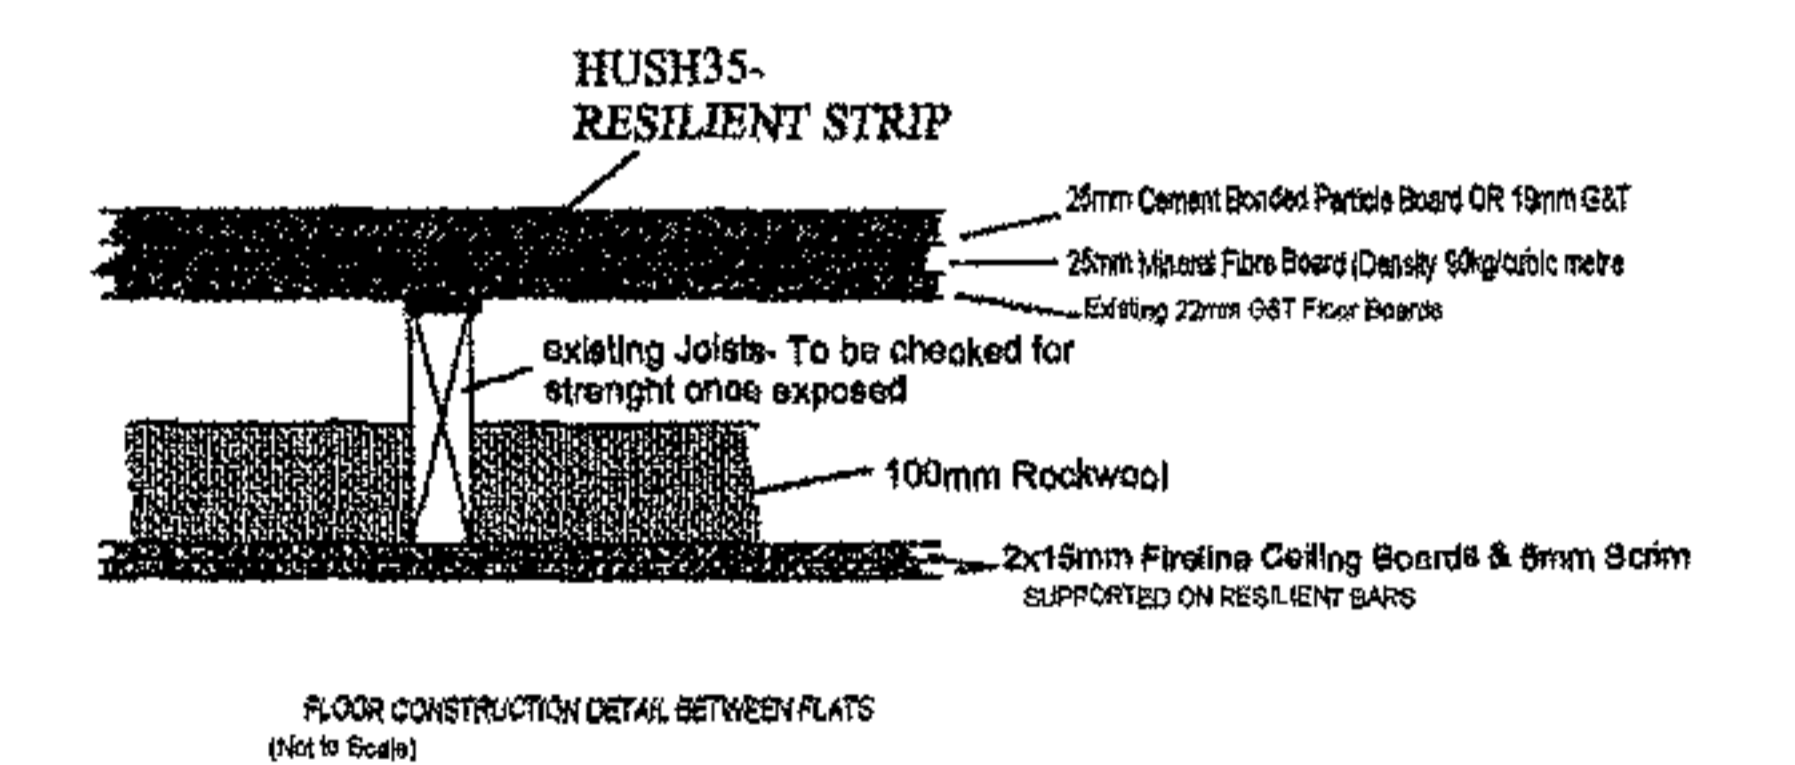 HUSH35-
RESILIENT STRIP
25mm Cement Bonded Particle Board OR 19mm G&T
25mm Mineral Fibre Board (Density 90kg/cubic metre
Existing 22mm G&T Floor Boards
existing Joists- To be checked for
strenght once exposed
100mm Rockwool
2x15mm Fireline Ceiling Boards & 6mm Scrim
SUPPORTED ON RESILIENT BARS
FLOOR CONSTRUCTION DETAIL BETWEEN FLATS
(Not to Scale)